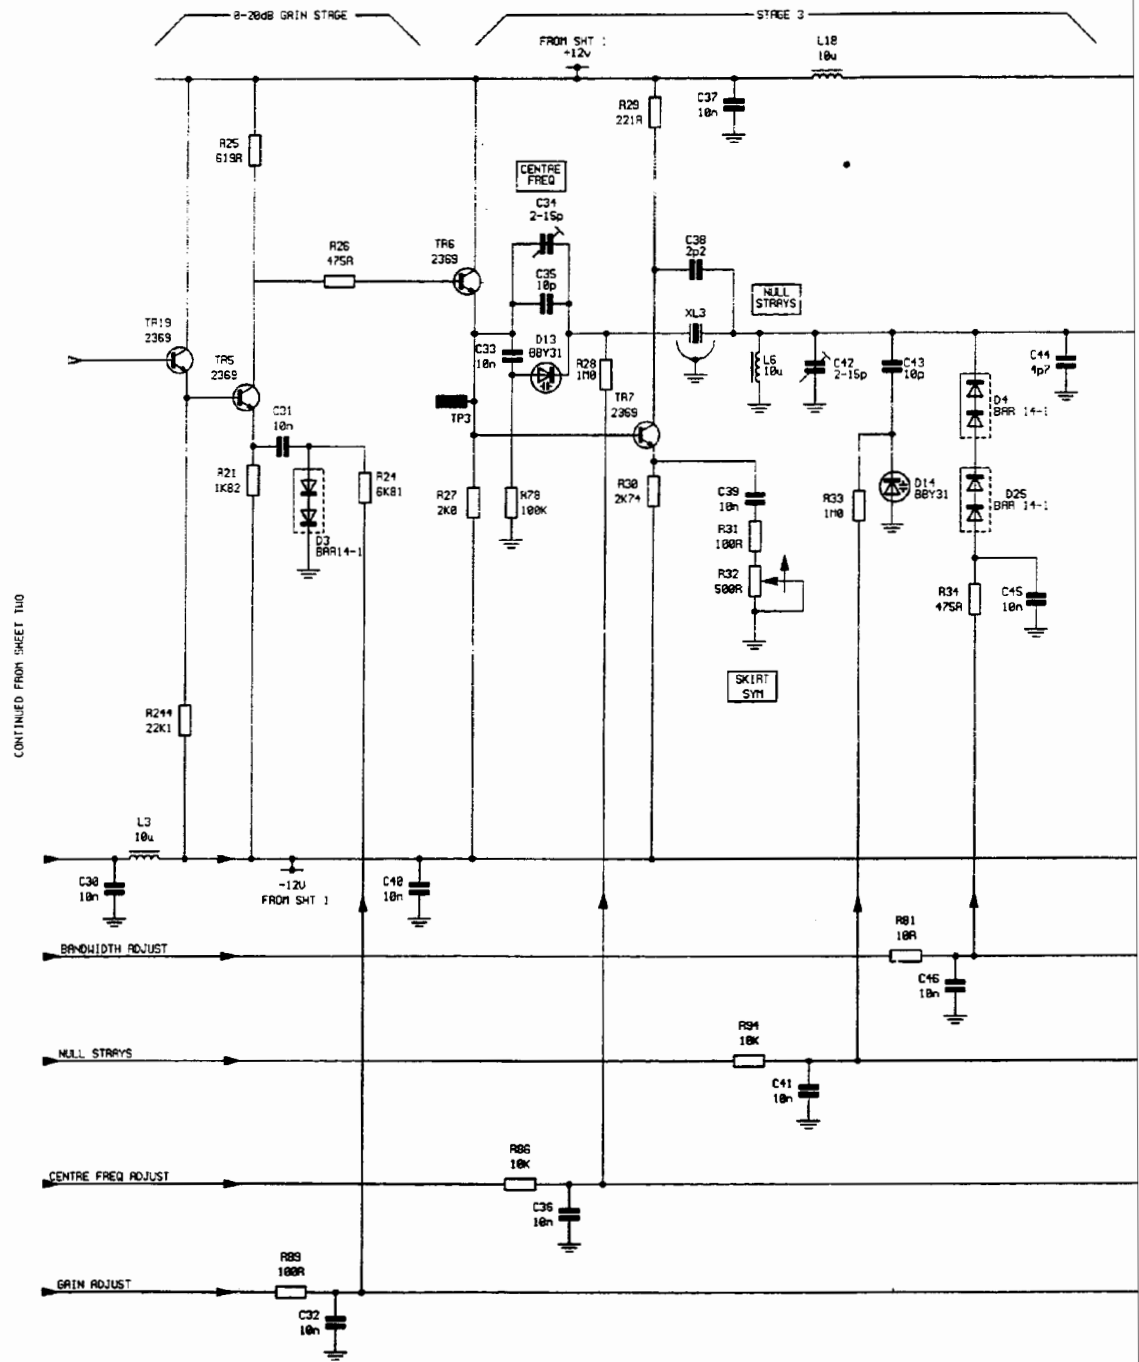 0-20dB GAIN STAGE
STAGE 3
FROM SHT 1
+12v
L18
10u
R29
221R
C37
10n
R25
619R
CENTRE
FREQ
C34
2-15p
R26
475R
TR6
2369
C38
2p2
C35
10p
NULL
STRAYS
XL3
TR19
2369
TR5
2369
C33
10n
D13
BBY31
R28
1M0
L6
10u
C42
2-15p
C43
10p
C44
4p7
TR7
2369
TP3
D4
BAR 14-1
C31
10n
R21
1K82
R24
6K81
R27
2K0
R78
100K
R30
2K74
C39
10n
R33
1M0
D14
BBY31
D25
BAR 14-1
D3
BAR14-1
R31
100R
R32
500R
R34
475R
C45
10n
CONTINUED FROM SHEET TWO
SKIRT
SYM
R244
22K1
L3
10u
C30
10n
-12V
FROM SHT 1
C40
10n
R81
10R
BANDWIDTH ADJUST
C46
10n
R94
10K
NULL STRAYS
C41
10n
R86
10K
CENTRE FREQ ADJUST
C36
10n
R89
100R
GAIN ADJUST
C32
10n